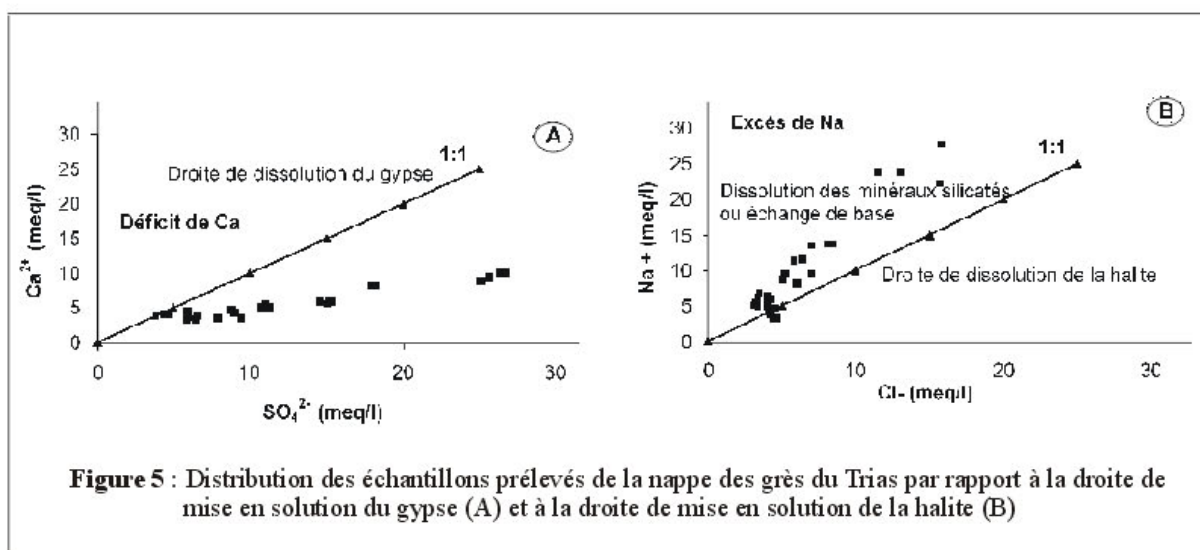 A
30
25
20
15
10
5
0
Ca²⁺ (meq/l)
1:1
Droite de dissolution du gypse
Déficit de Ca
0 10 20 30
SO₄²⁻ (meq/l)
B
30
25
20
15
10
5
0
Na + (meq/l)
Excés de Na
1:1
Dissolution des minéraux silicatés
ou échange de base
Droite de dissolution de la halite
0 10 20 30
Cl- (meq/l)
Figure 5 : Distribution des échantillons prélevés de la nappe des grès du Trias par rapport à la droite de
mise en solution du gypse (A) et à la droite de mise en solution de la halite (B)